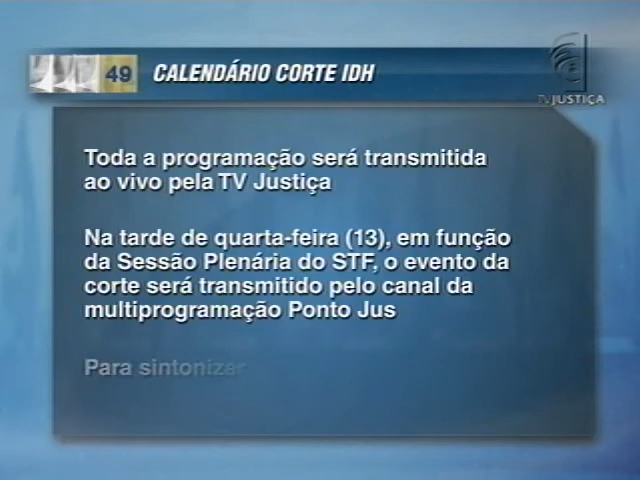 49
CALENDÁRIO CORTE IDH
TV JUSTIÇA
Toda a programação será transmitida
ao vivo pela TV Justiça
Na tarde de quarta-feira (13), em função
da Sessão Plenária do STF, o evento da
corte será transmitido pelo canal da
multiprogramação Ponto Jus
Para sintonizar